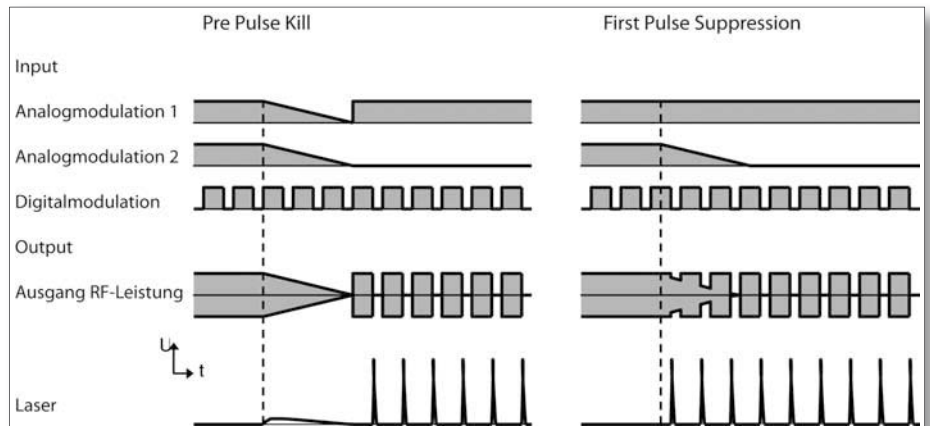 Pre Pulse Kill
First Pulse Suppression
Input
Analogmodulation 1
Analogmodulation 2
Digitalmodulation
Output
Ausgang RF-Leistung
U
t
Laser